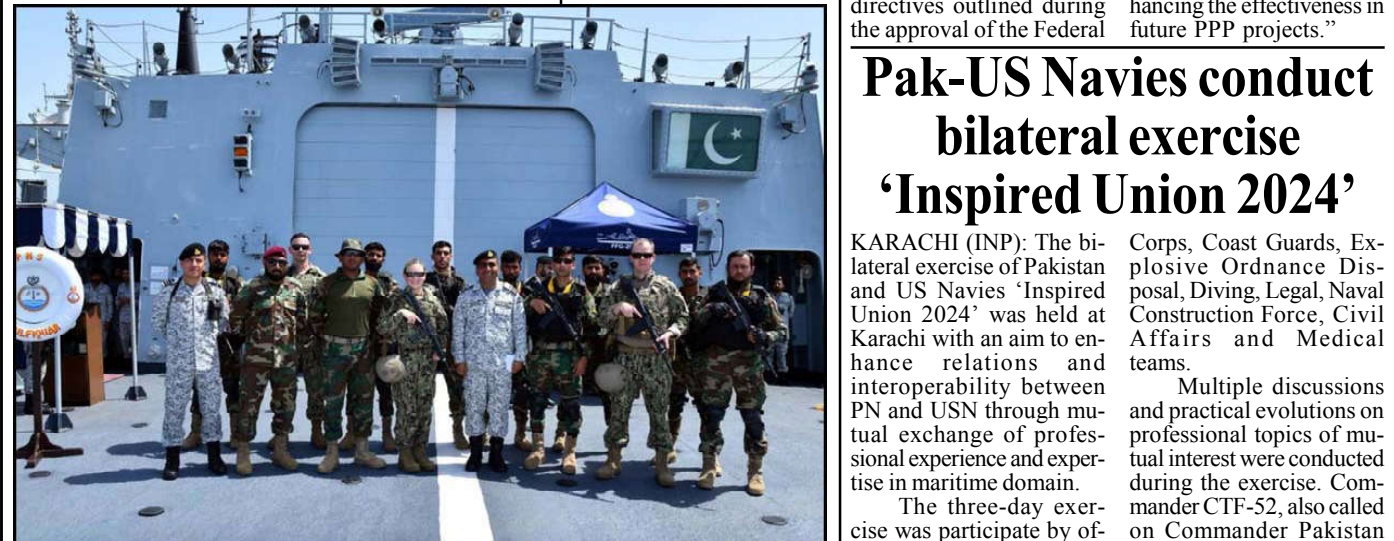 directives outlined during
the approval of the Federal
hancing the effectiveness in
future PPP projects.”
Pak-US Navies conduct
bilateral exercise
‘Inspired Union 2024’
KARACHI (INP): The bi-
lateral exercise of Pakistan
and US Navies ‘Inspired
Union 2024’ was held at
Karachi with an aim to en-
hance relations and
interoperability between
PN and USN through mu-
tual exchange of profes-
sional experience and exper-
tise in maritime domain.
The three-day exer-
cise was participate by of-
Corps, Coast Guards, Ex-
plosive Ordnance Dis-
posal, Diving, Legal, Naval
Construction Force, Civil
Affairs and Medical
teams.
Multiple discussions
and practical evolutions on
professional topics of mu-
tual interest were conducted
during the exercise. Com-
mander CTF-52, also called
on Commander Pakistan
PNS